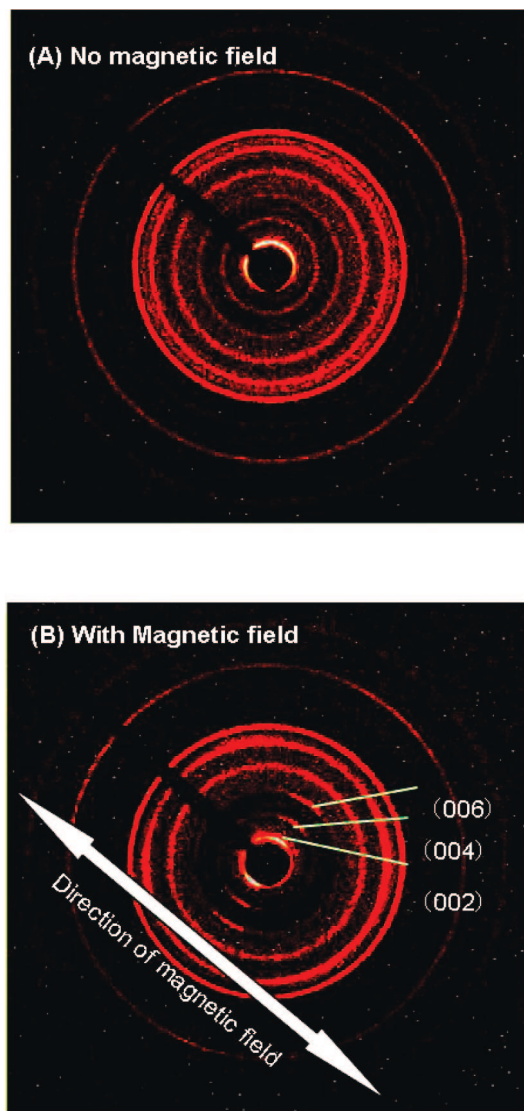 (A) No magnetic field
(B) With Magnetic field
（006）
（004）
（002）
Direction of magnetic
field